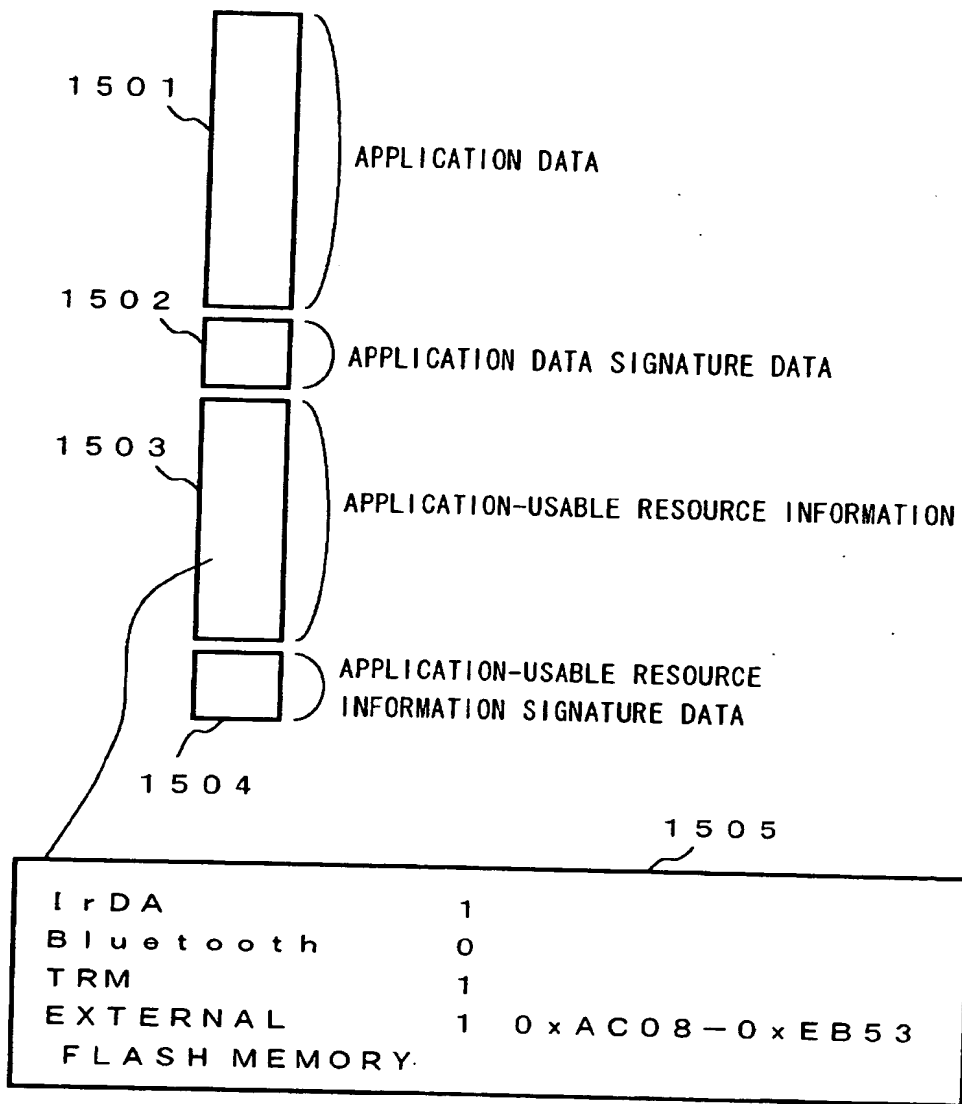 1501
APPLICATION DATA
1502
APPLICATION DATA SIGNATURE DATA
1503
APPLICATION-USABLE RESOURCE INFORMATION
APPLICATION-USABLE RESOURCE
INFORMATION SIGNATURE DATA
1504
1505
IrDA 1
Bluetooth 0
TRM 1
EXTERNAL 1 0xAC08-0xEB53
FLASH MEMORY